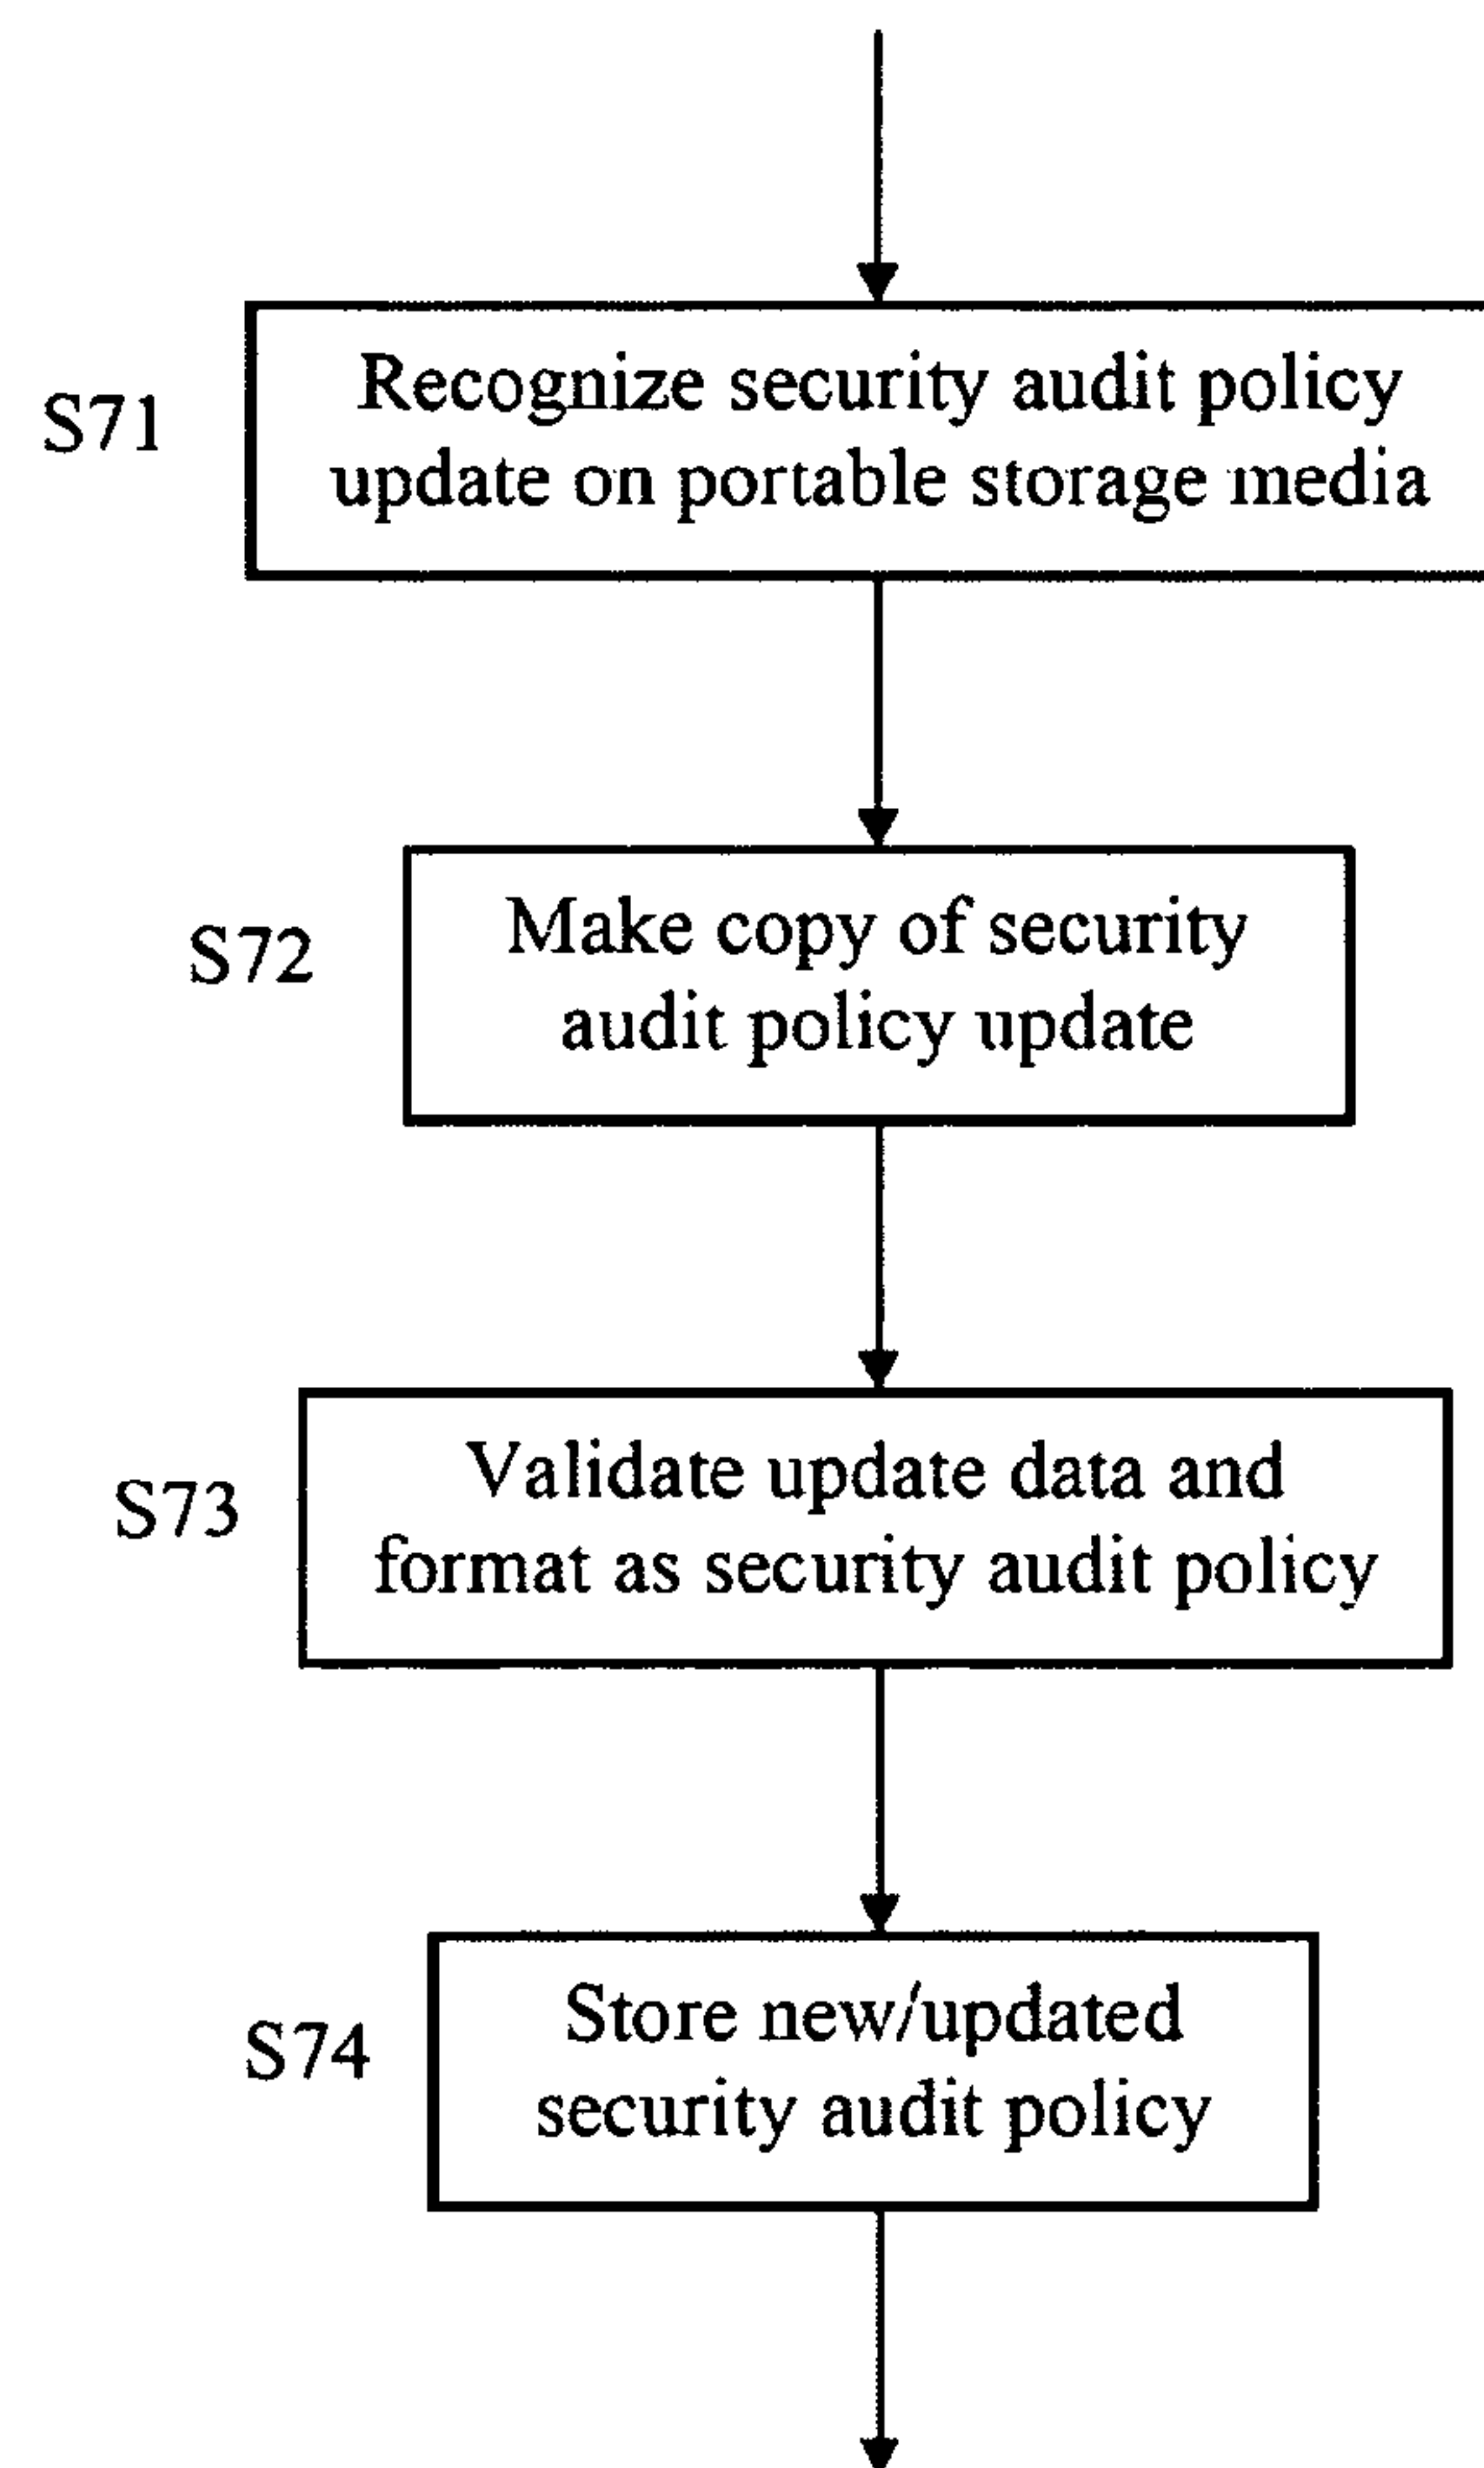 S71
Recognize security audit policy
update on portable storage media
S72
Make copy of security
audit policy update
S73
Validate update data and
format as security audit policy
S74
Store new/updated
security audit policy